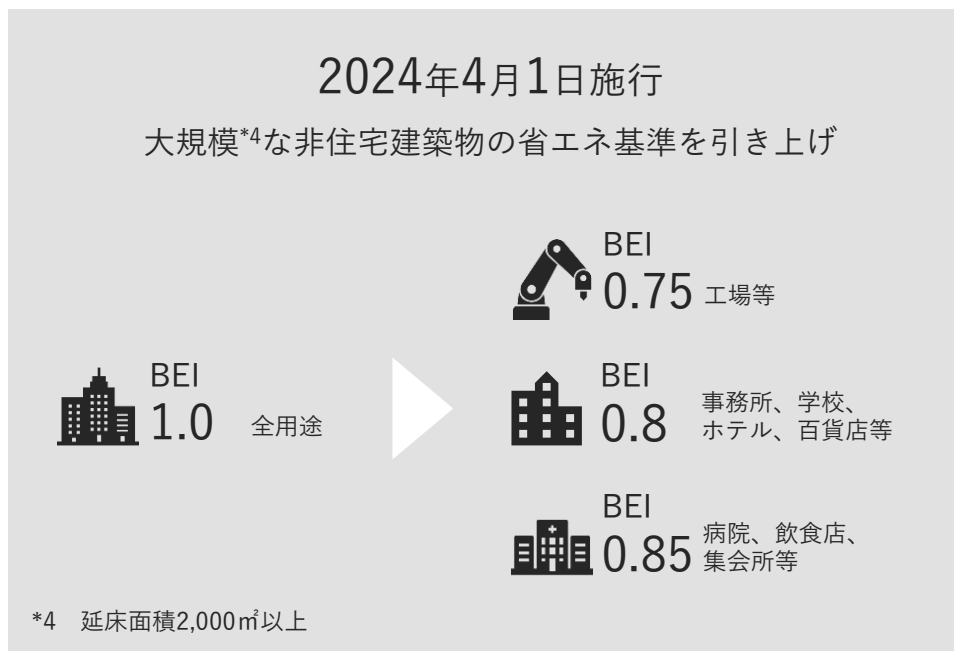 2024年4月1日施行
大規模*4な非住宅建築物の省エネ基準を引き上げ
BEI
1.0 全用途
BEI
0.75 工場等
BEI
0.8 事務所、学校、
ホテル、百貨店等
BEI
0.85 病院、飲食店、
集会所等
*4 延床面積2,000㎡以上